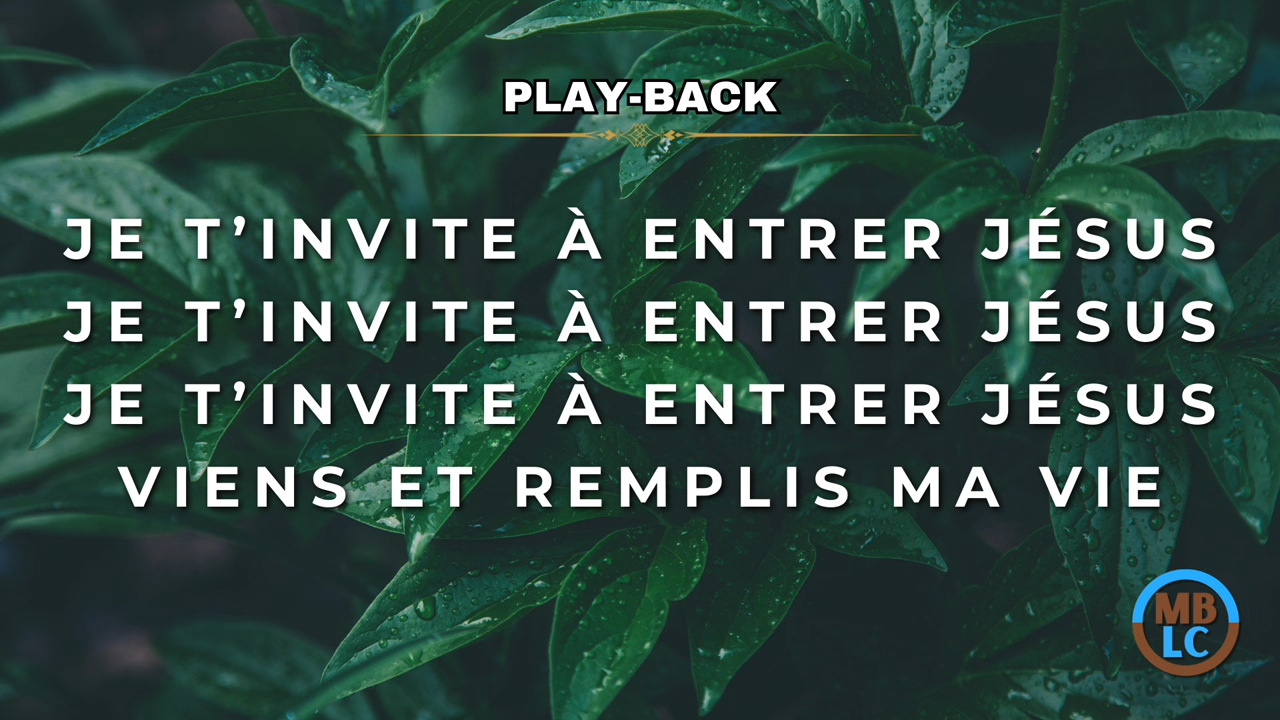 PLAY-BACK
JE T’INVITE À ENTRER JÉSUS
JE T’INVITE À ENTRER JÉSUS
JE T’INVITE À ENTRER JÉSUS
VIENS ET REMPLIS MA VIE
MB
LC